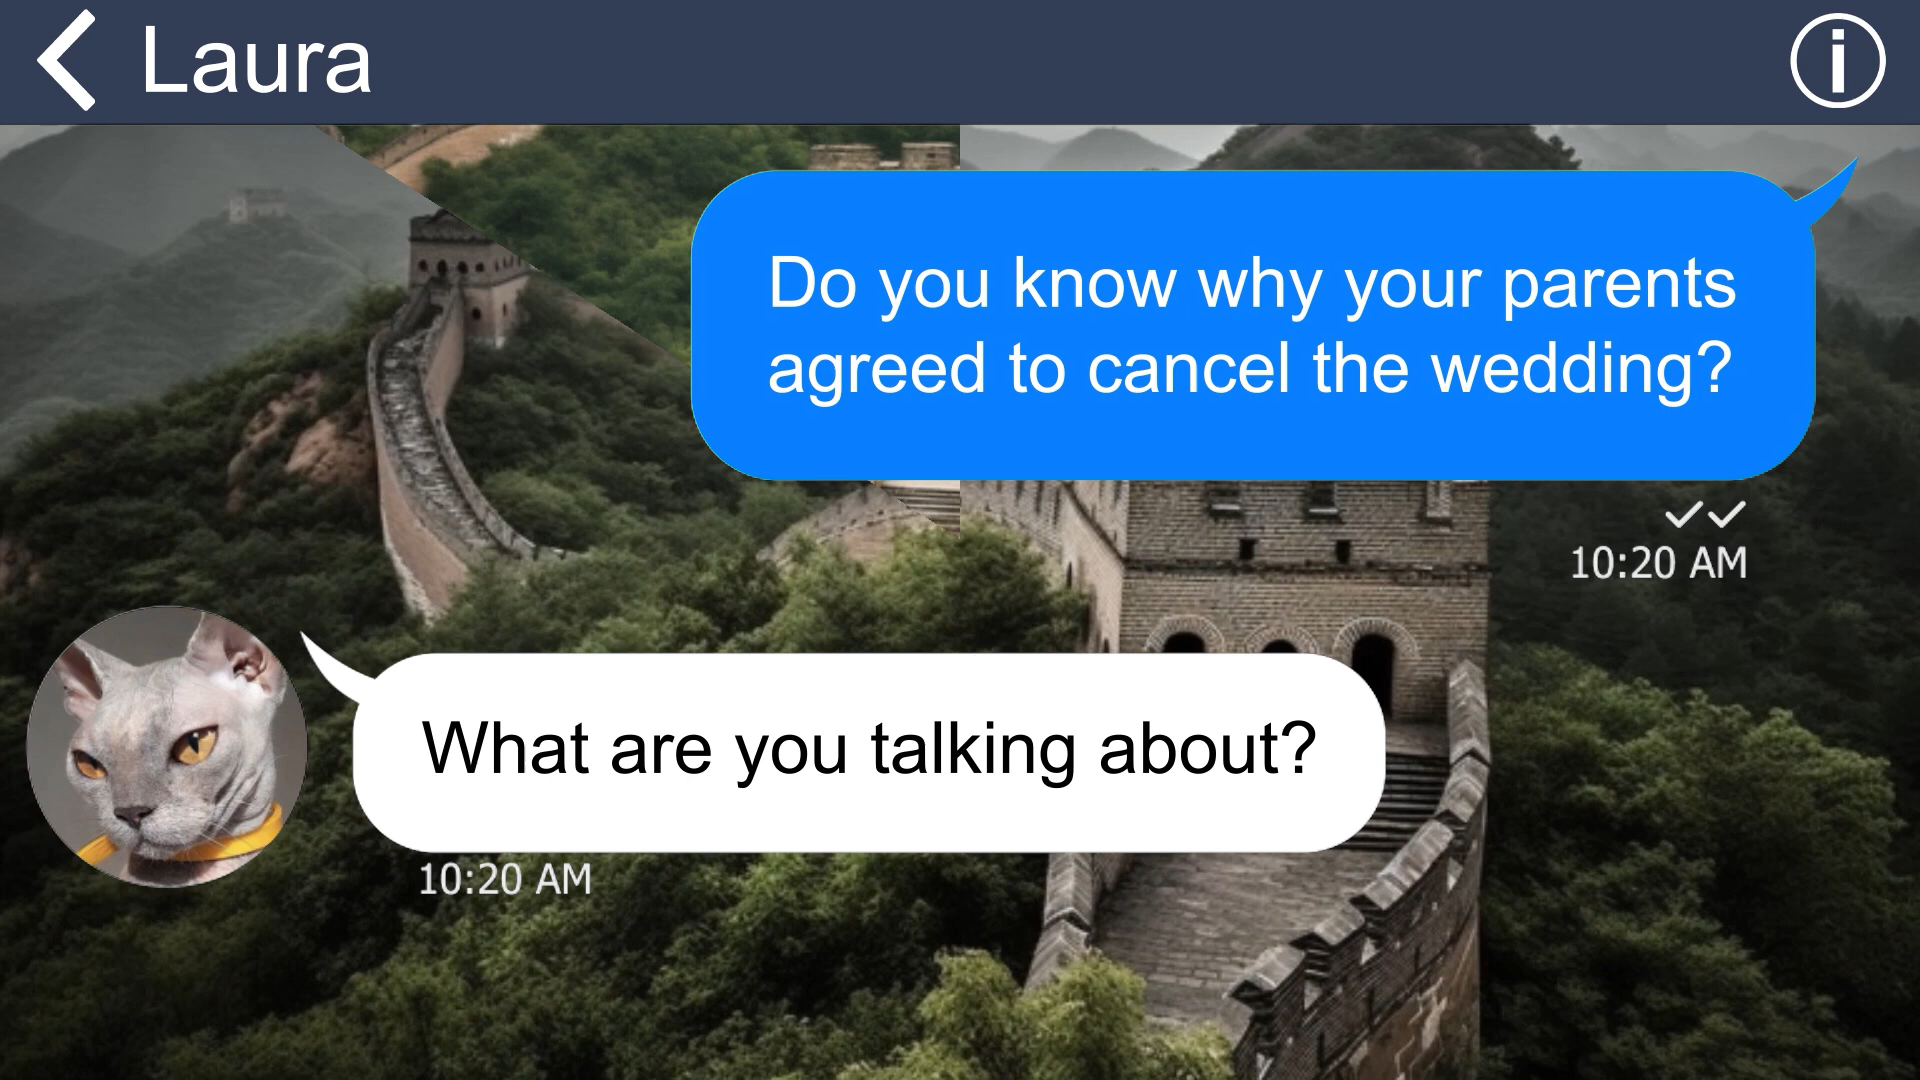 Laura
Do you know why your parents
agreed to cancel the wedding?
10:20 AM
What are you talking about?
10:20 AM